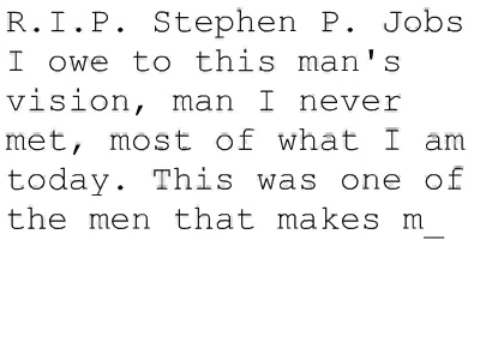 R.I.P. Stephen P. Jobs
I owe to this man's
vision, man I never
met, most of what I am
today. This was one of
the men that makes m_